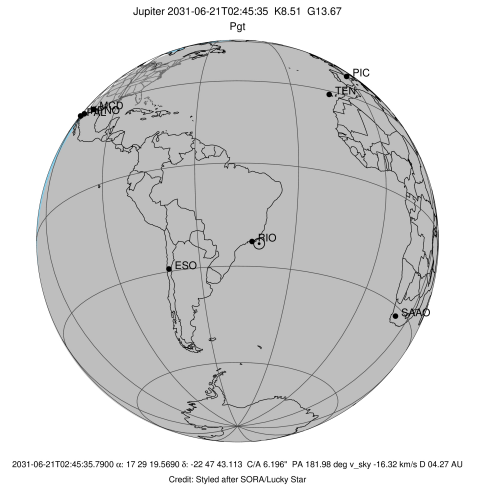 Jupiter 2031-06-21T02:45:35 K8.51 G13.67
Pgt
PIC
TEN
MCD
RIO
ESO
SAAO
2031-06-21T02:45:35.7900 α: 17 29 19.5690 δ: -22 47 43.113 C/A 6.196" PA 181.98 deg v_sky -16.32 km/s D 04.27 AU
Credit: Styled after SORA/Lucky Star